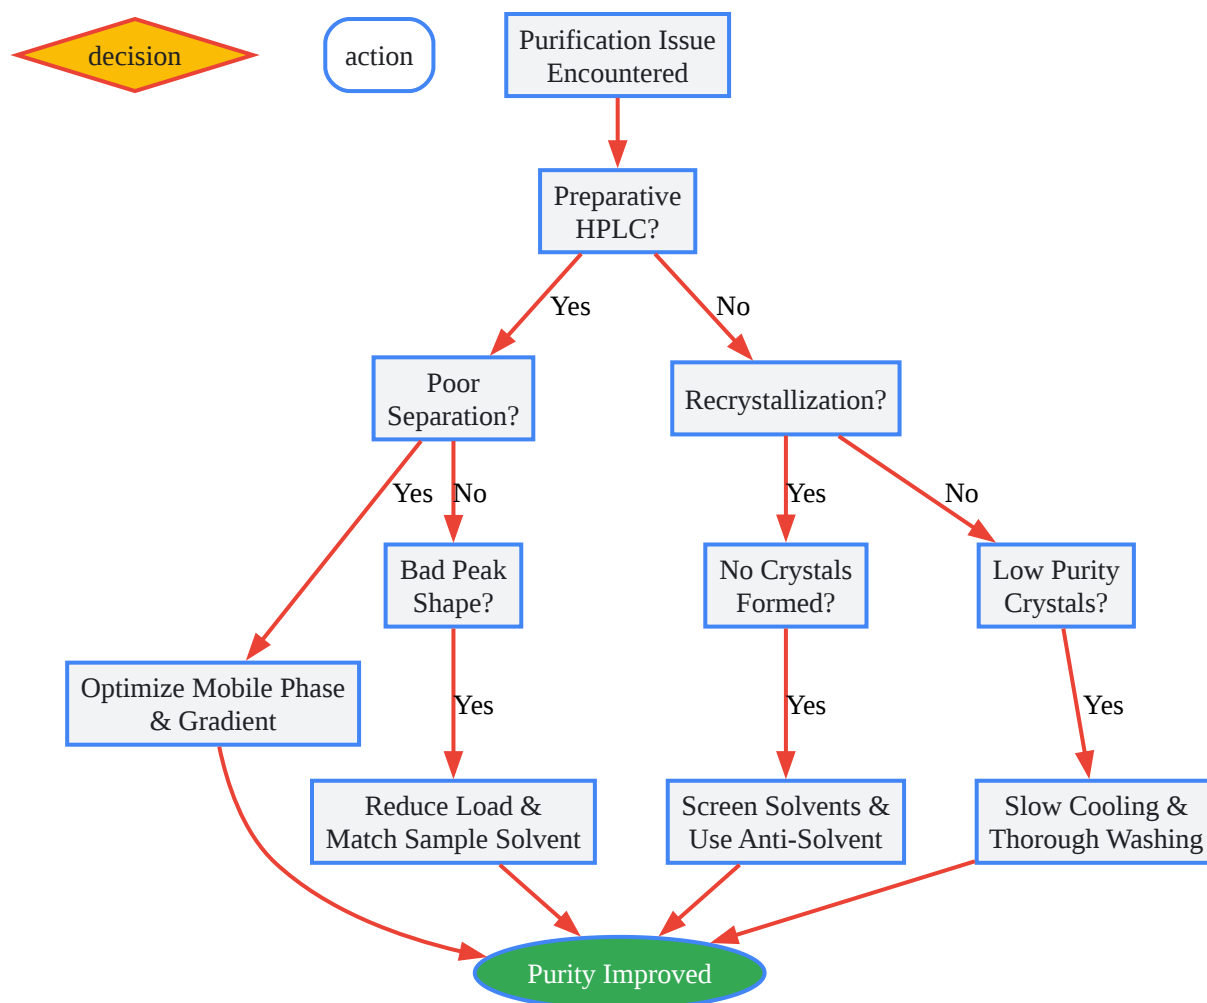 decision
action
Purification Issue
Encountered
Preparative
HPLC?
Yes
No
Poor
Separation?
Recrystallization?
Yes
No
Yes
No
Bad Peak
Shape?
No Crystals
Formed?
Low Purity
Crystals?
Optimize Mobile Phase
& Gradient
Yes
Yes
Yes
Reduce Load &
Match Sample Solvent
Screen Solvents &
Use Anti-Solvent
Slow Cooling &
Thorough Washing
Purity Improved